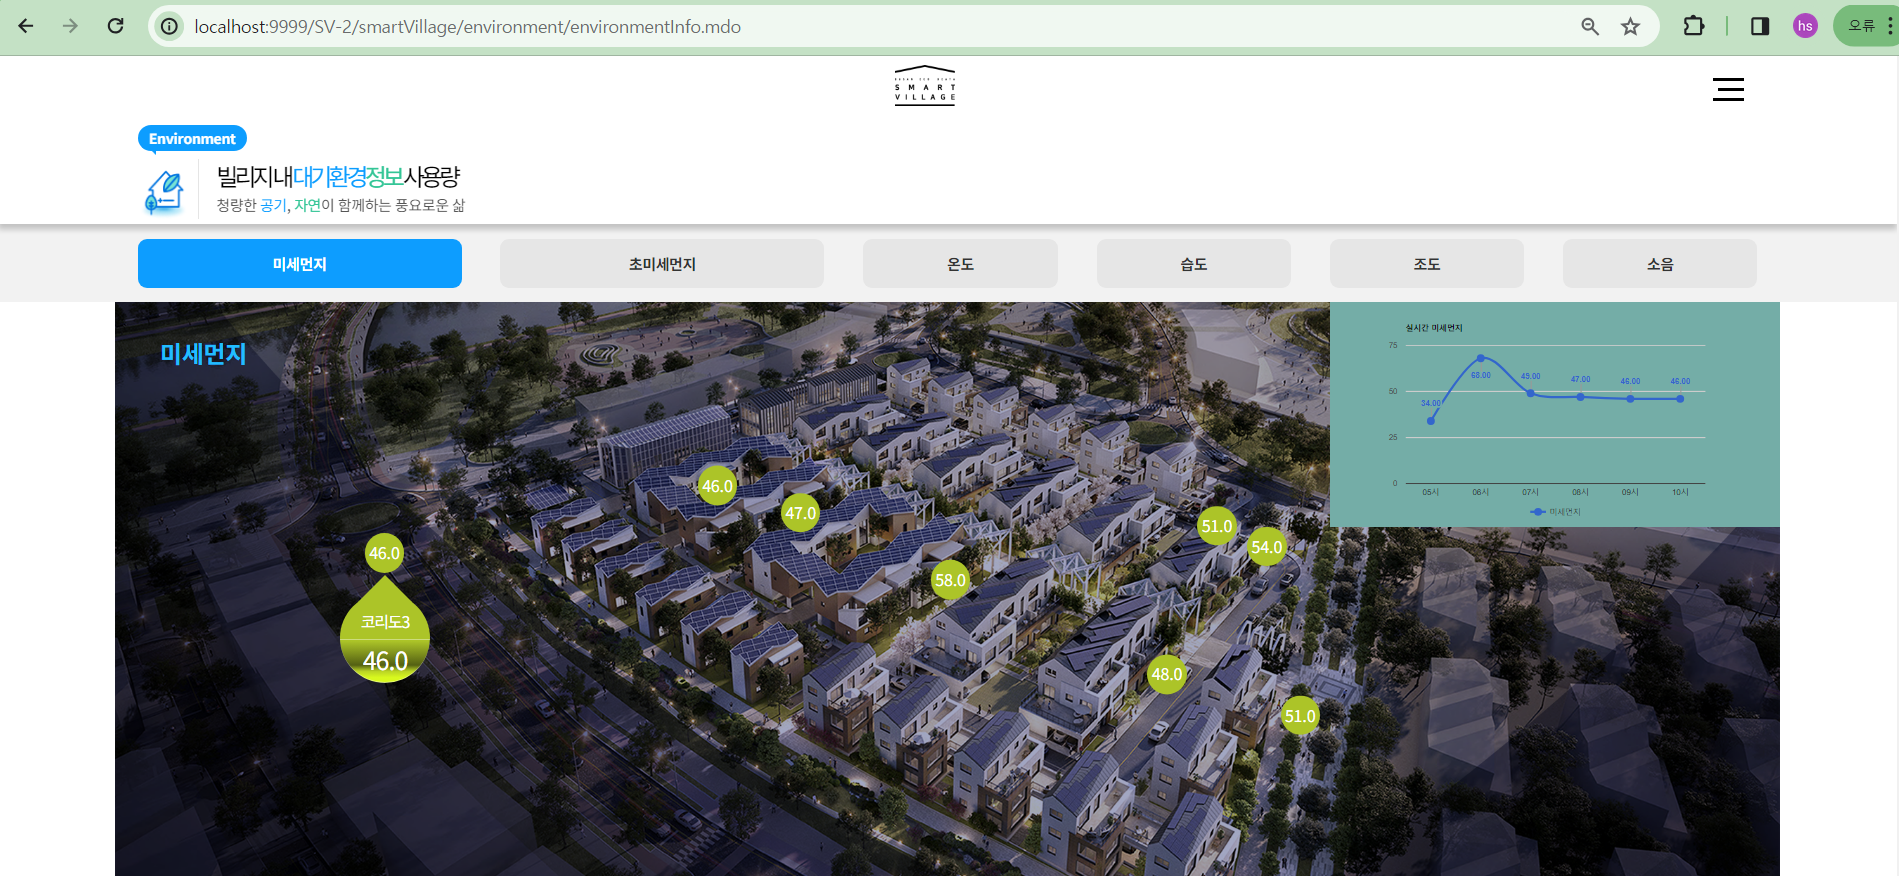 localhost:9999/SV-2/smartVillage/environment/environmentInfo.mdo
hs
오류
SMART
VILLAGE
Environment
빌리지 내 대기환경정보 사용량
청량한 공기, 자연이 함께하는 풍요로운 삶
미세먼지
초미세먼지
온도
습도
조도
소음
미세먼지
실시간 미세먼지
75
50
25
0
34.00
68.00
49.00
47.00
46.00
46.00
05시
06시
07시
08시
09시
10시
미세먼지
46.0
47.0
51.0
54.0
46.0
58.0
코리도3
46.0
48.0
51.0